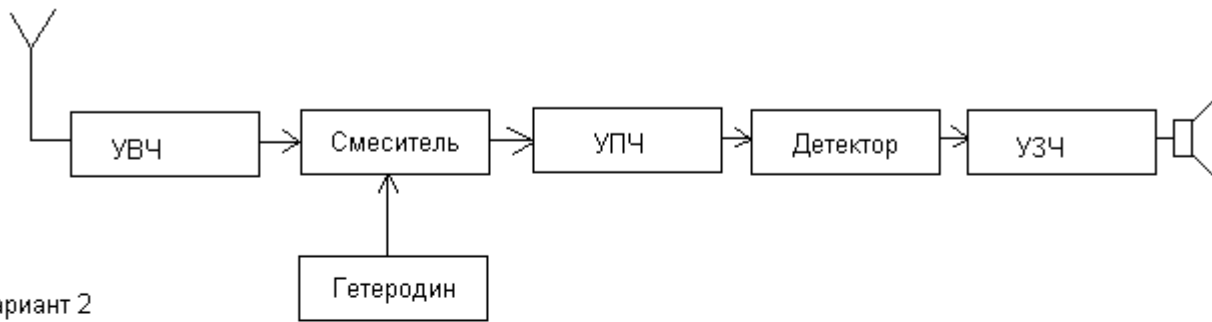 УВЧ
Смеситель
УПЧ
Детектор
УЗЧ
Гетеродин
ариант 2